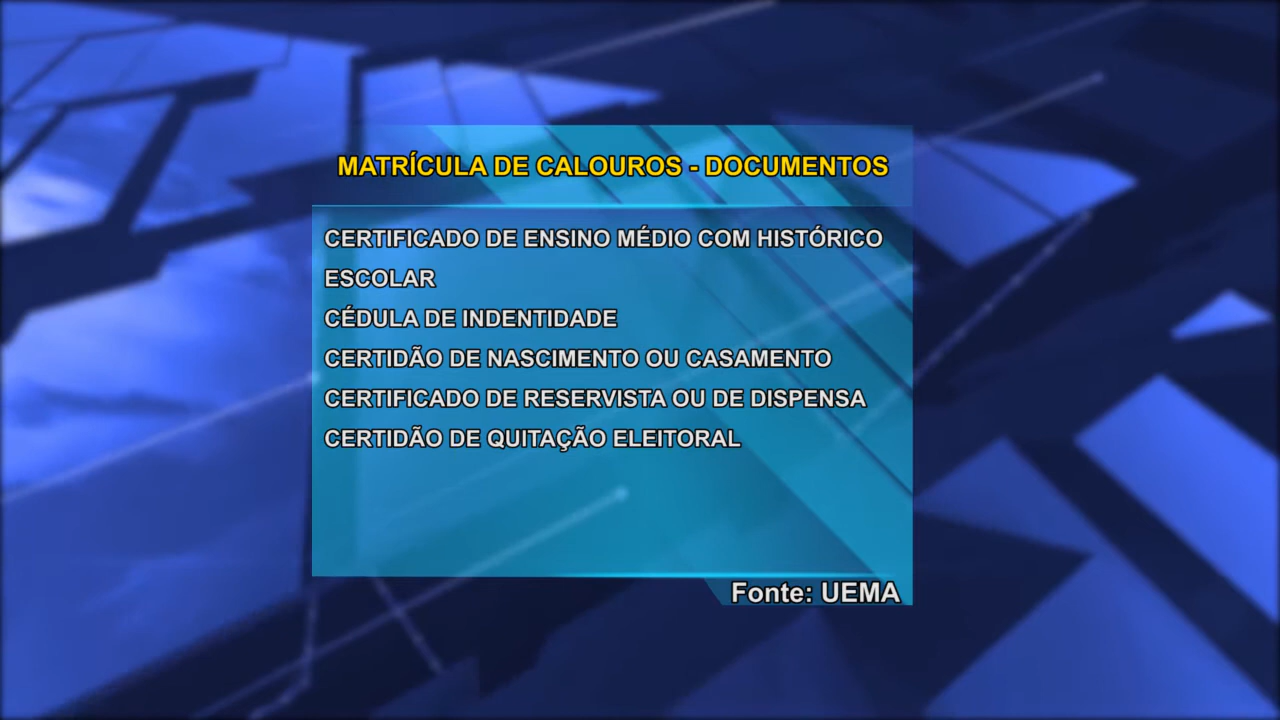 MATRÍCULA DE CALOUROS - DOCUMENTOS
CERTIFICADO DE ENSINO MÉDIO COM HISTÓRICO
ESCOLAR
CÉDULA DE INDENTIDADE
CERTIDÃO DE NASCIMENTO OU CASAMENTO
CERTIFICADO DE RESERVISTA OU DE DISPENSA
CERTIDÃO DE QUITAÇÃO ELEITORAL
Fonte: UEMA